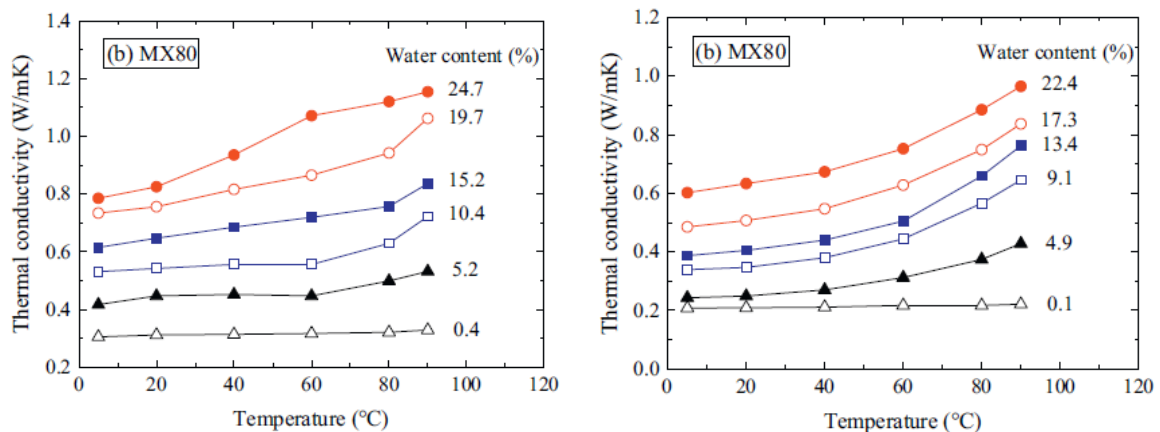 1.4
1.2
1.0
0.8
0.6
0.4
0.2
Thermal conductivity (W/mK)
(b) MX80
Water content (%)
24.7
19.7
15.2
10.4
5.2
0.4
0 20 40 60 80 100 120
Temperature (°C)
1.2
1.0
0.8
0.6
0.4
0.2
0.0
Thermal conductivity (W/mK)
(b) MX80
Water content (%)
22.4
17.3
13.4
9.1
4.9
0.1
0 20 40 60 80 100 120
Temperature (°C)